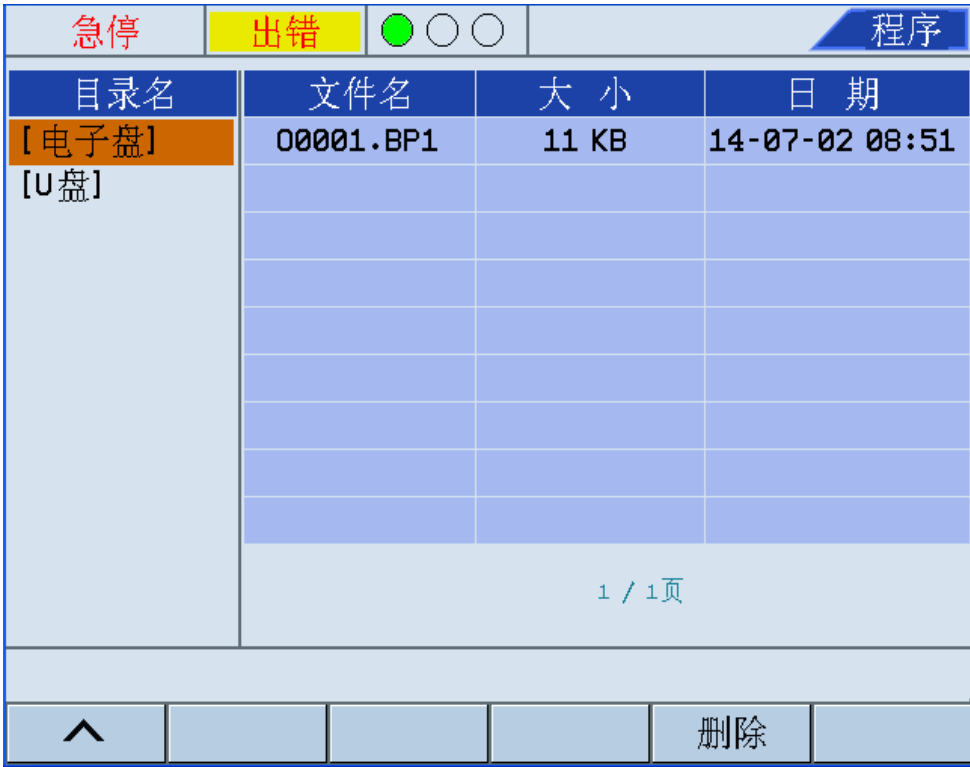 急停 出错 程序
目录名 文件名 大 小 日 期
[电子盘] O0001.BP1 11 KB 14-07-02 08:51
[U盘]
1 / 1页
删除